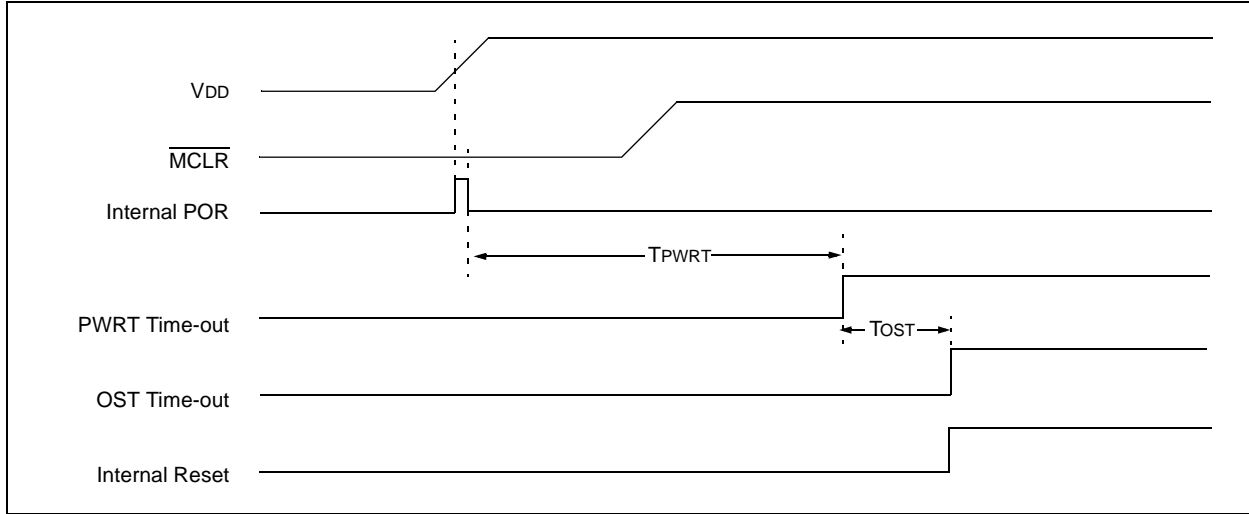 VDD
MCLR
Internal POR
TPWRT
PWRT Time-out
TOST
OST Time-out
Internal Reset